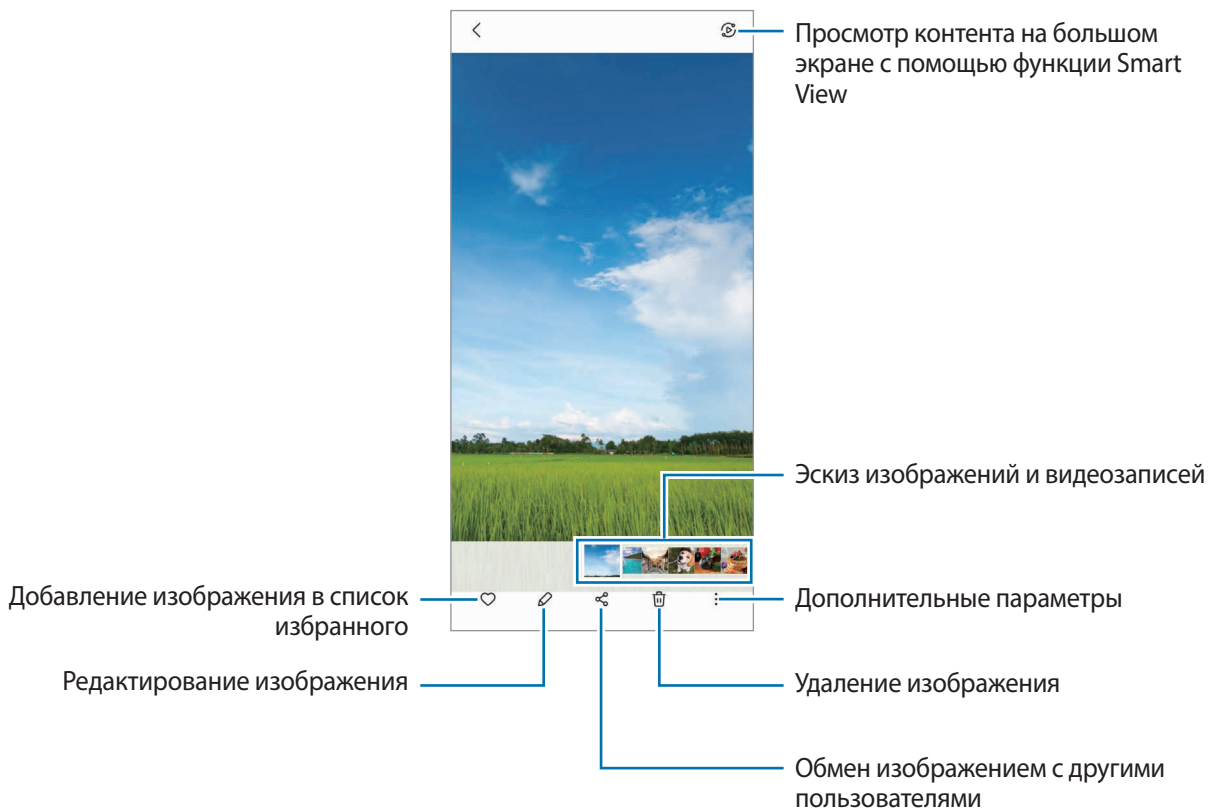 Просмотр контента на большом
экране с помощью функции Smart
View
Эскиз изображений и видеозаписей
Добавление изображения в список
избранного
Дополнительные параметры
Редактирование изображения
Удаление изображения
Обмен изображением с другими
пользователями